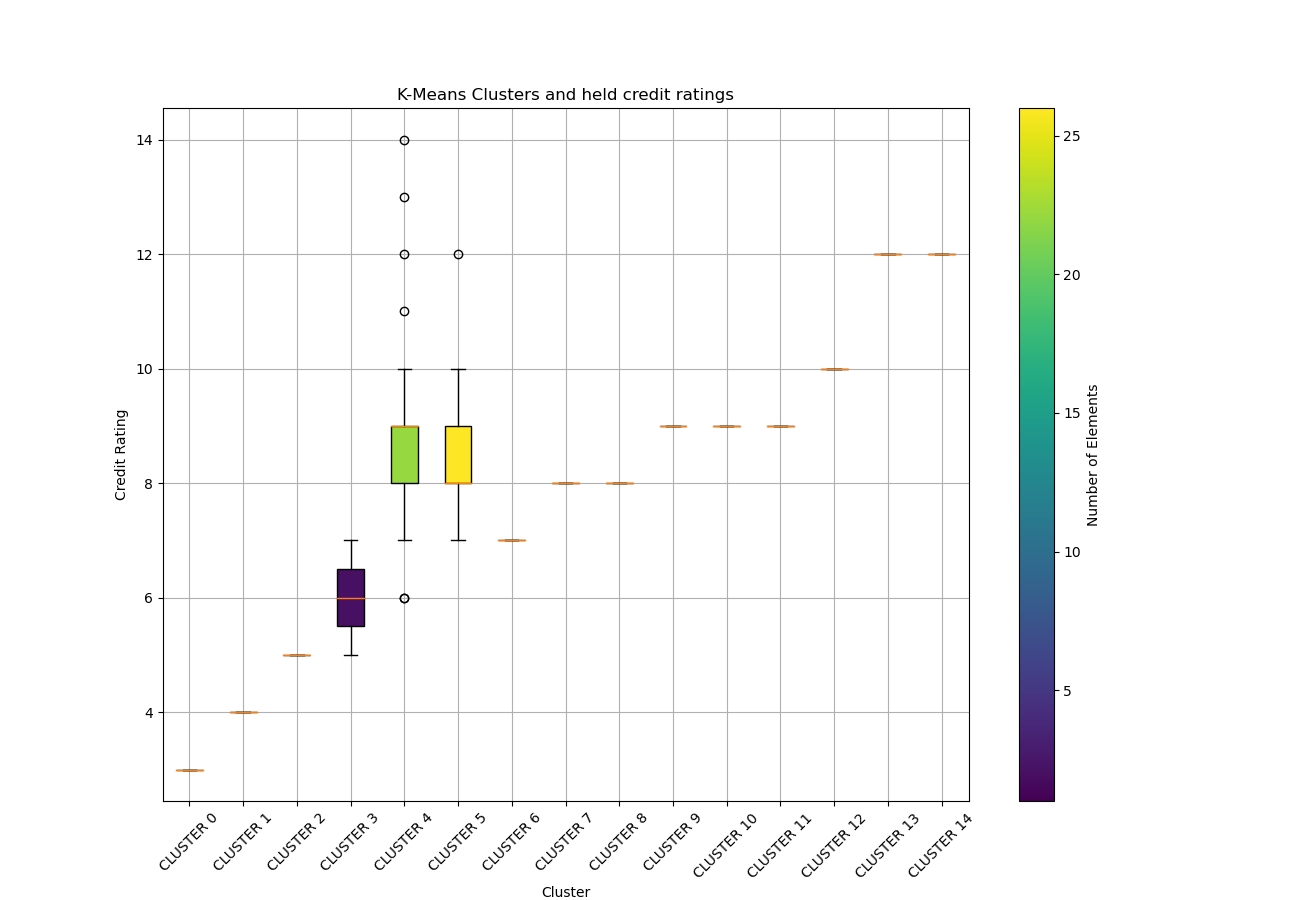 K-Means Clusters and held credit ratings
14
12
10
8
6
4
Credit Rating
CLUSTER 0
CLUSTER 1
CLUSTER 2
CLUSTER 3
CLUSTER 4
CLUSTER 5
CLUSTER 6
CLUSTER 7
CLUSTER 8
CLUSTER 9
CLUSTER 10
CLUSTER 11
CLUSTER 12
CLUSTER 13
CLUSTER 14
Cluster
25
20
15
10
5
Number of Elements